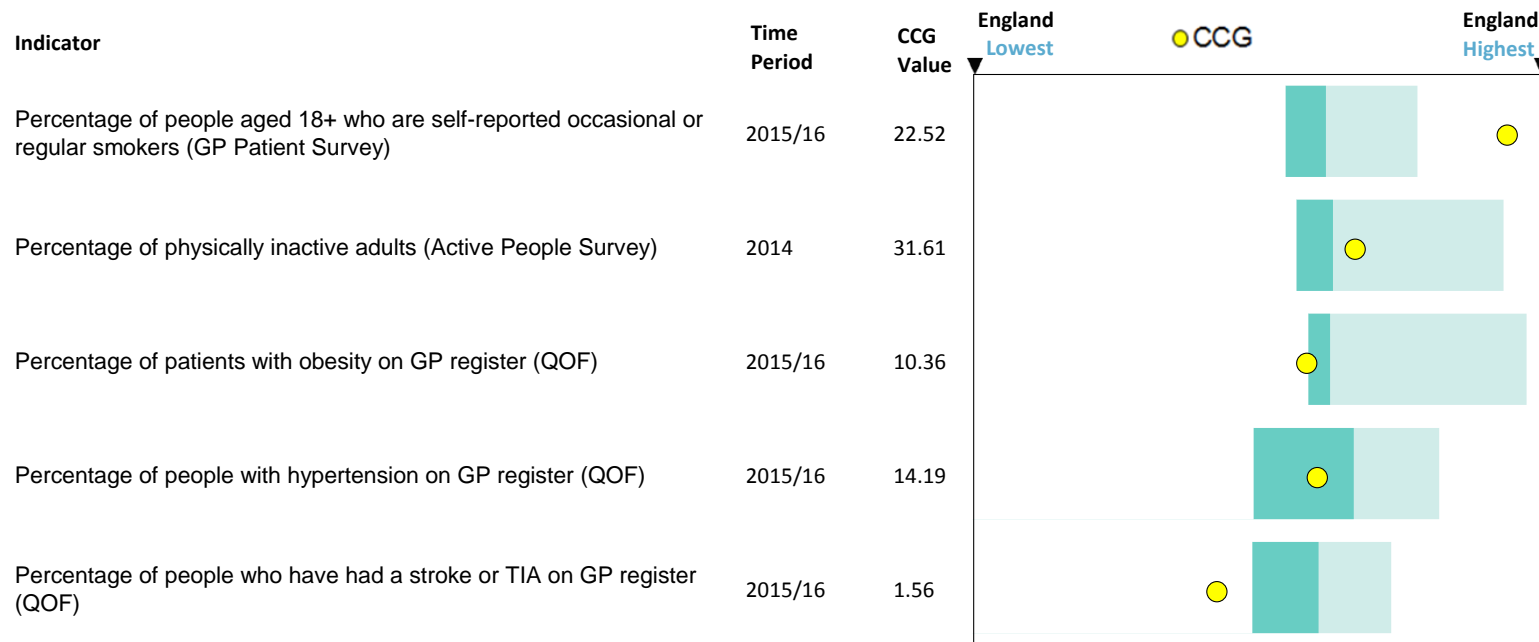 Indicator
Time
Period
CCG
Value
England
Lowest
CCG
England
Highest
Percentage of people aged 18+ who are self-reported occasional or
regular smokers (GP Patient Survey)
2015/16
22.52
Percentage of physically inactive adults (Active People Survey)
2014
31.61
Percentage of patients with obesity on GP register (QOF)
2015/16
10.36
Percentage of people with hypertension on GP register (QOF)
2015/16
14.19
Percentage of people who have had a stroke or TIA on GP register
(QOF)
2015/16
1.56